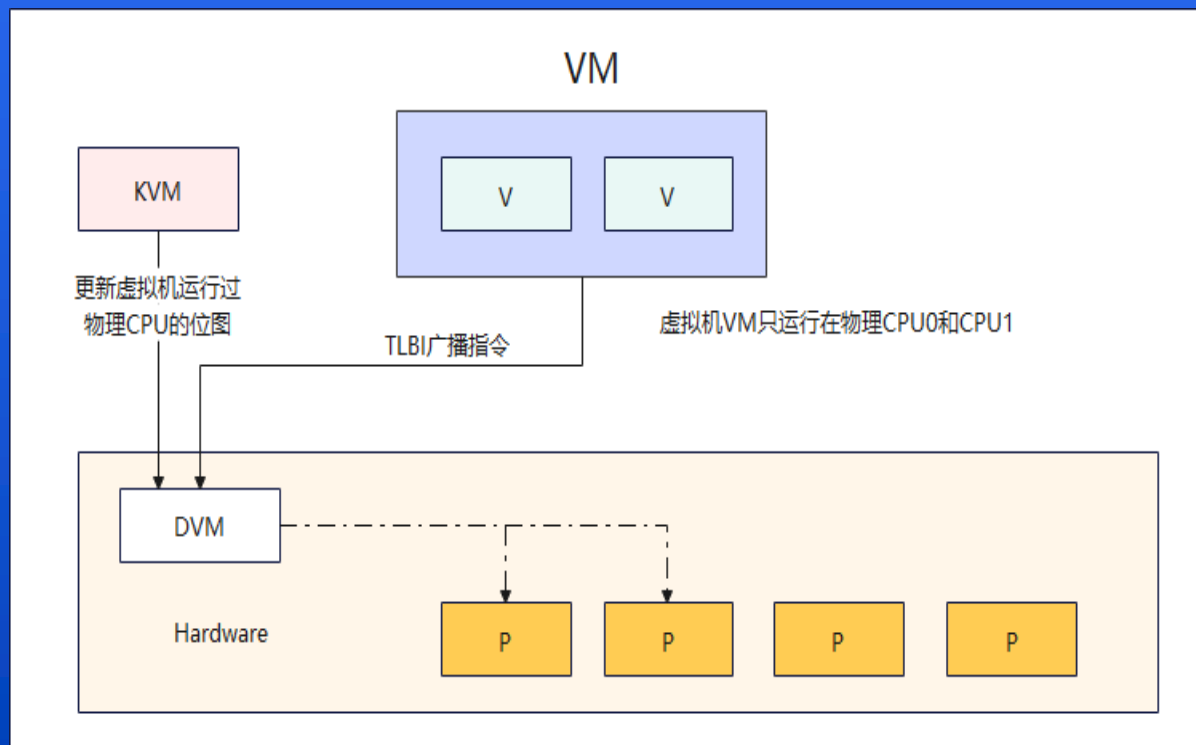 VM
KVM
V
V
更新虚拟机运行过
物理CPU的位图
虚拟机VM只运行在物理CPU0和CPU1
TLBI广播指令
DVM
Hardware
P
P
P
P